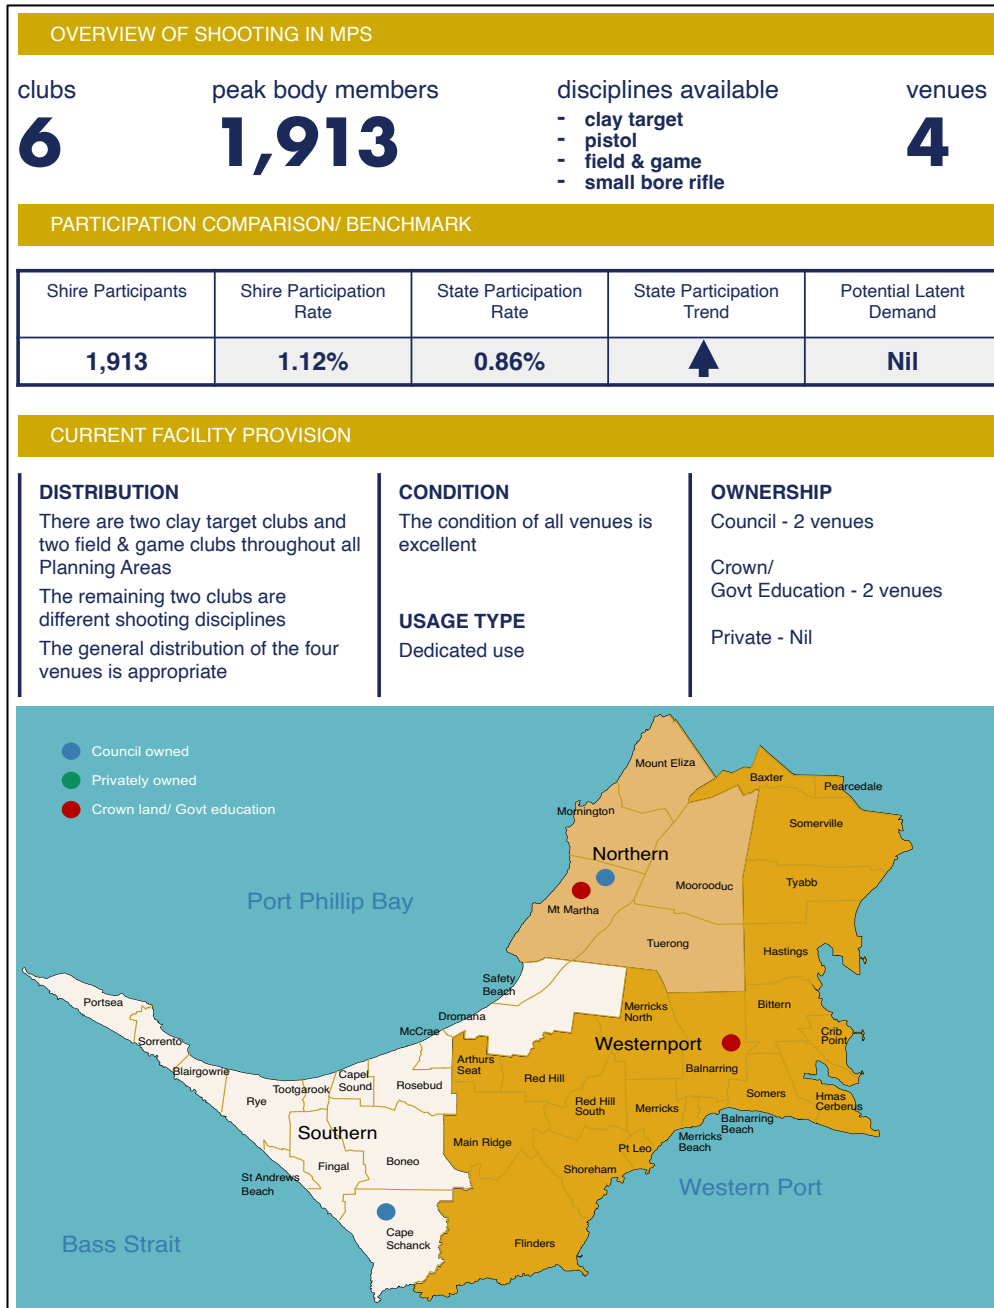 OVERVIEW OF SHOOTING IN MPS
clubs
6
peak body members
1,913
disciplines available
- clay target
- pistol
- field & game
- small bore rifle
venues
4
PARTICIPATION COMPARISON/ BENCHMARK
Shire Participants
Shire Participation
Rate
State Participation
Rate
State Participation
Trend
Potential Latent
Demand
1,913
1.12%
0.86%
Nil
CURRENT FACILITY PROVISION
DISTRIBUTION
There are two clay target clubs and
two field & game clubs throughout all
Planning Areas
The remaining two clubs are
different shooting disciplines
The general distribution of the four
venues is appropriate
CONDITION
The condition of all venues is
excellent
USAGE TYPE
Dedicated use
OWNERSHIP
Council - 2 venues
Crown/
Govt Education - 2 venues
Private - Nil
Council owned
Privately owned
Crown land/ Govt education
Mount Eliza
Baxter
Pearcedale
Mornington
Somerville
Northern
Moorooduc
Tyabb
Port Phillip Bay
Mt Martha
Tuerong
Hastings
Safety
Beach
Portsea
Dromana
Merricks
North
Bittern
Sorrento
McCrae
Westernport
Crib
Point
Blairgowrie
Arthurs
Seat
Balnarring
Capel
Sound
Rosebud
Red Hill
Tootgarook
Rye
Somers
Hmas
Cerberus
Red Hill
South
Merricks
Balnarring
Beach
Southern
Main Ridge
Merricks
Beach
Pt Leo
Fingal
Boneo
Shoreham
St Andrews
Beach
Western Port
Cape
Schanck
Bass Strait
Flinders